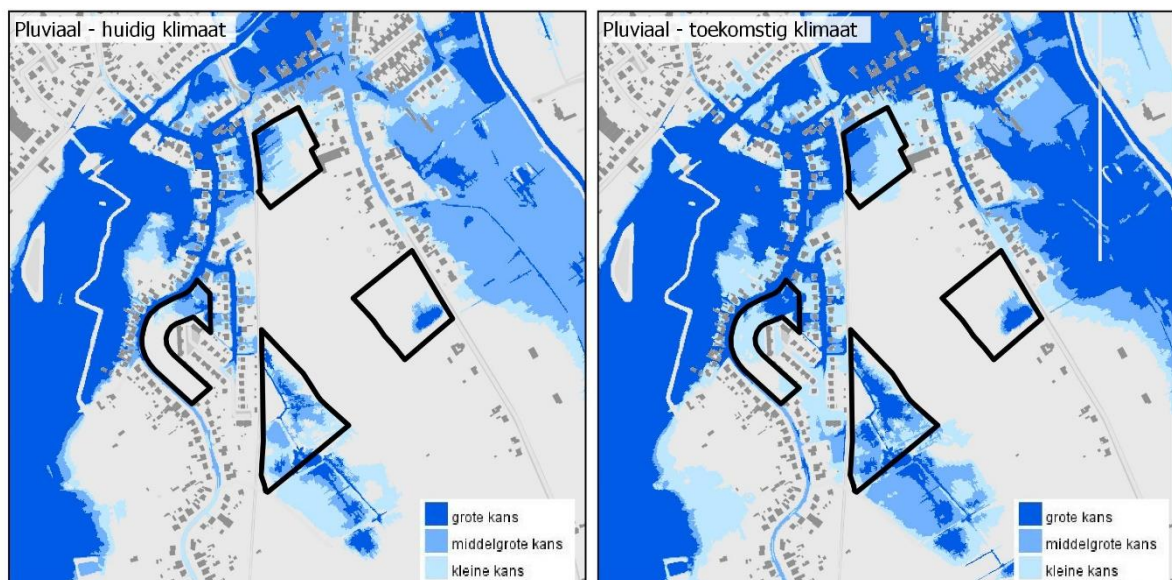 Pluviaal - huidig klimaat
grote kans
middelgrote kans
kleine kans
Pluviaal - toekomstig klimaat
grote kans
middelgrote kans
kleine kans